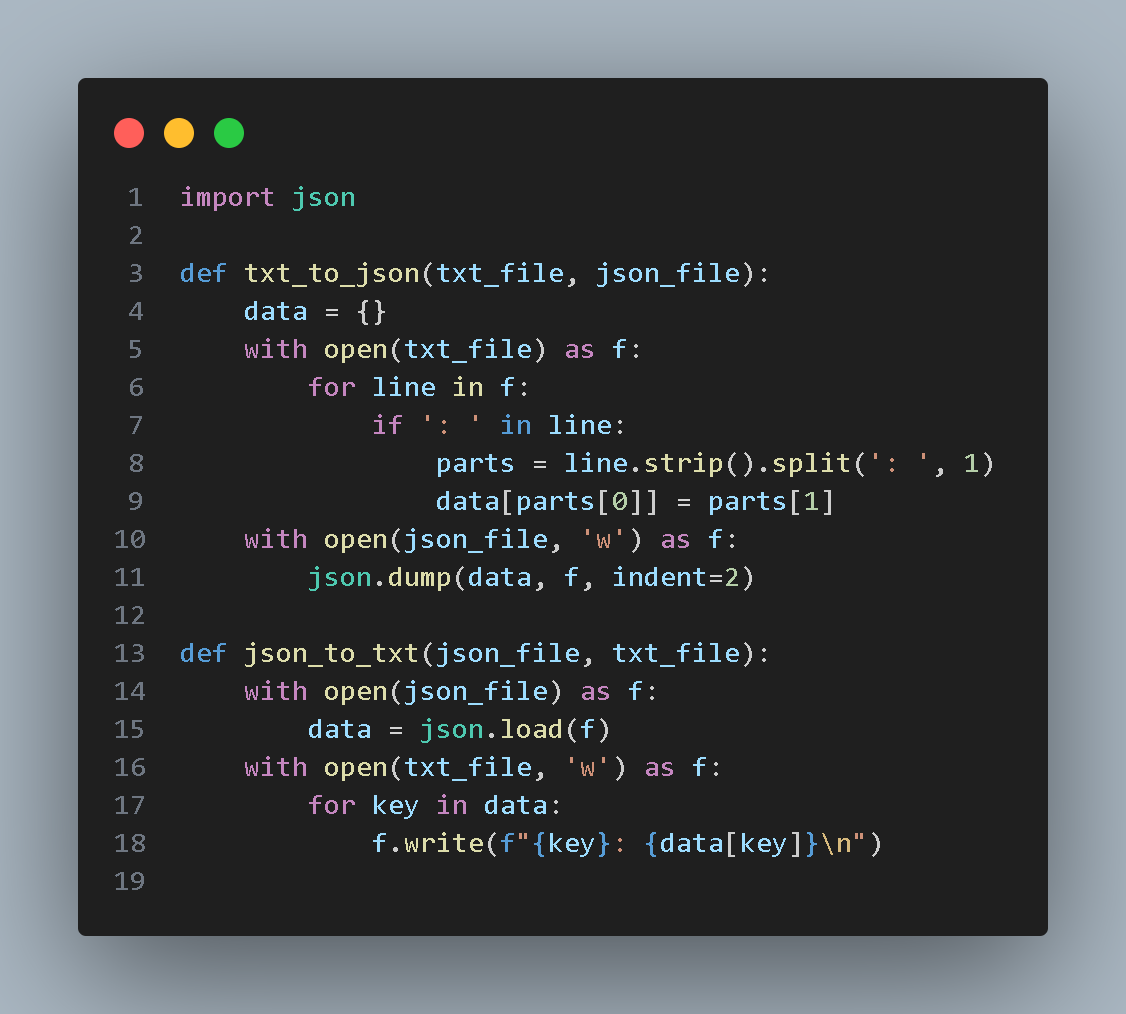 1 import json
2
3 def txt_to_json(txt_file, json_file):
4     data = {}
5     with open(txt_file) as f:
6         for line in f:
7             if ': ' in line:
8                 parts = line.strip().split(': ', 1)
9                 data[parts[0]] = parts[1]
10     with open(json_file, 'w') as f:
11         json.dump(data, f, indent=2)
12
13 def json_to_txt(json_file, txt_file):
14     with open(json_file) as f:
15         data = json.load(f)
16     with open(txt_file, 'w') as f:
17         for key in data:
18             f.write(f"{key}: {data[key]}\n")
19